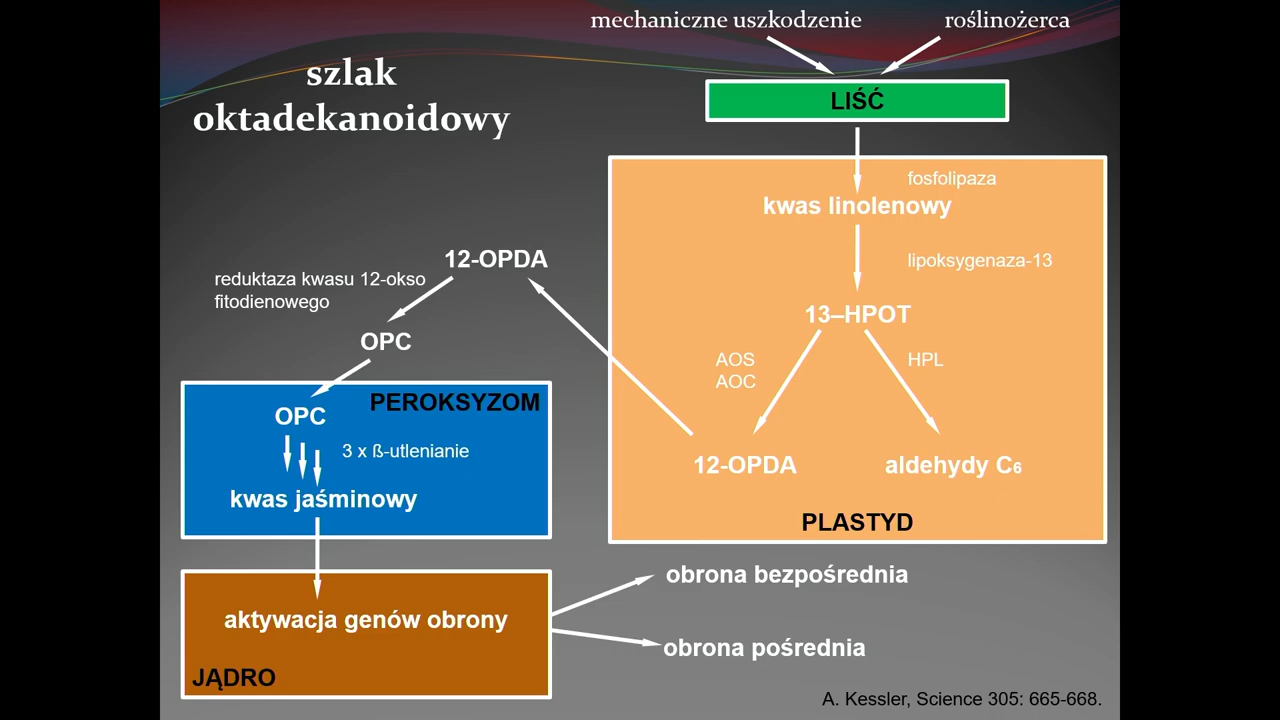 mechaniczne uszkodzenie
roślinożerca
szlak
oktadekanoidowy
LIŚĆ
fosfolipaza
kwas linolenowy
lipoksygenaza-13
13–HPOT
AOS
AOC
HPL
12-OPDA
aldehydy C6
PLASTYD
12-OPDA
reduktaza kwasu 12-okso
fitodienowego
OPC
PEROKSYZOM
OPC
3 x ß-utlenianie
kwas jaśminowy
aktywacja genów obrony
JĄDRO
obrona bezpośrednia
obrona pośrednia
A. Kessler, Science 305: 665-668.